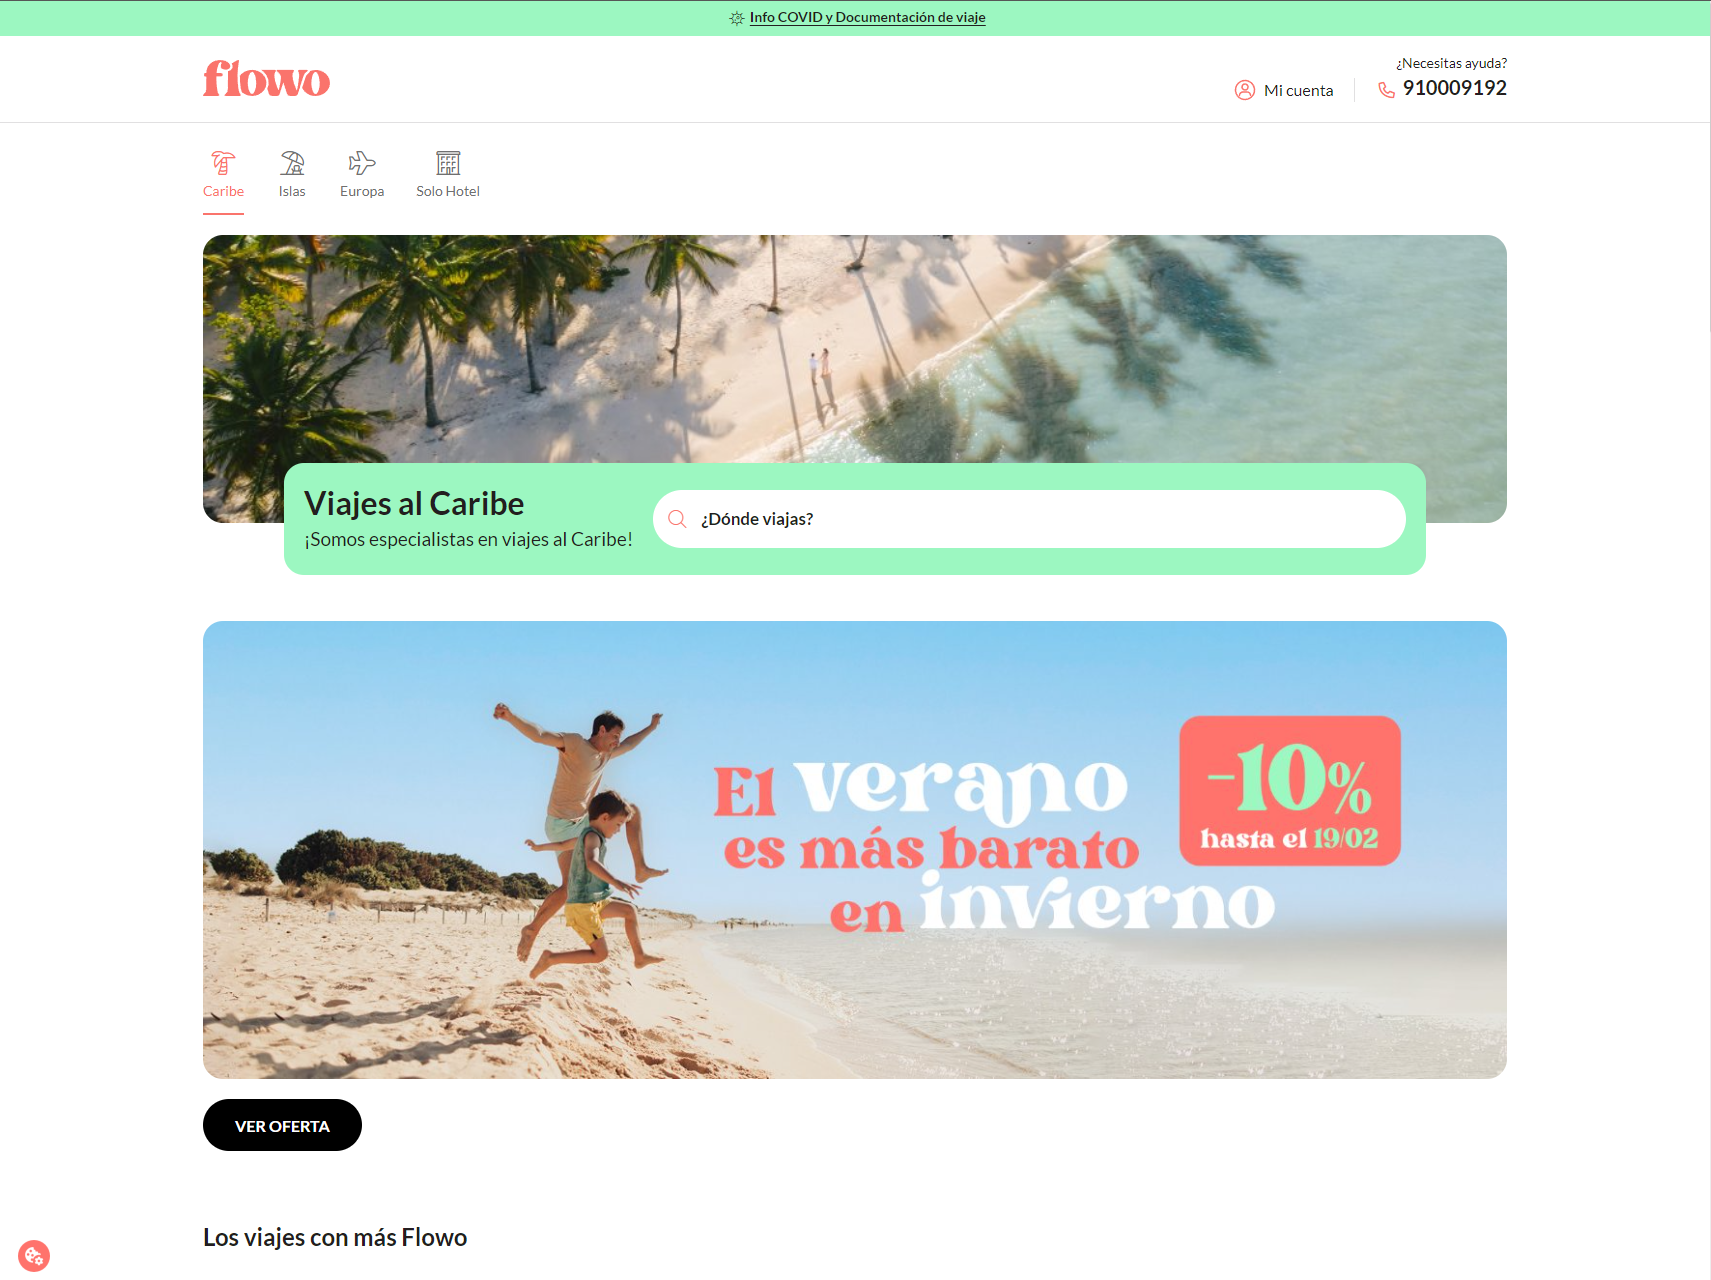 Info COVID y Documentación de viaje
flowo
¿Necesitas ayuda?
Mi cuenta
910009192
Caribe
Islas
Europa
Solo Hotel
Viajes al Caribe
¡Somos especialistas en viajes al Caribe!
¿Dónde viajas?
El verano
es más barato
en invierno
-10%
hasta el 19/02
VER OFERTA
Los viajes con más Flowo